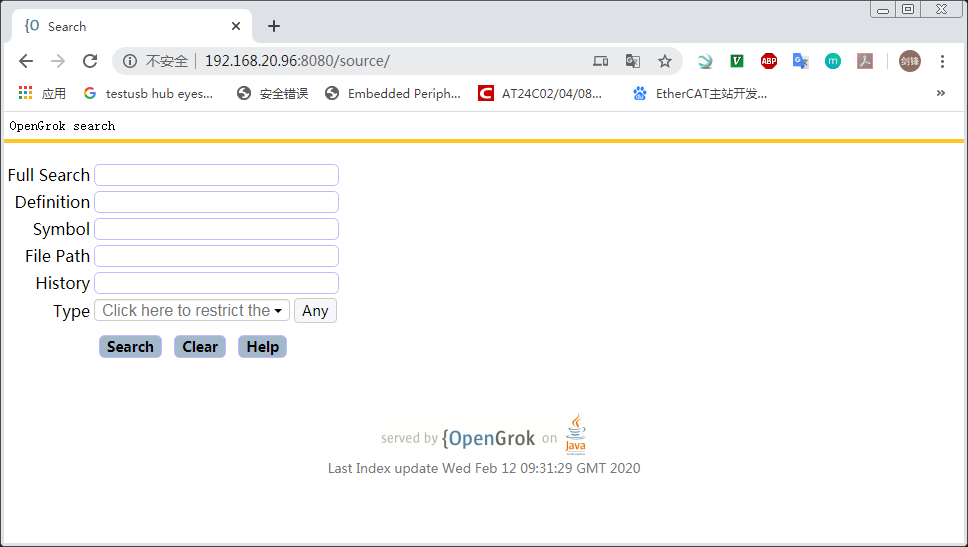 {O Search
不安全 192.168.20.96:8080/source/
ABP m 剑锋
应用 testusb hub eyes... 安全错误 Embedded Periph... AT24C02/04/08... EtherCAT主站开发...
OpenGrok search
Full Search
Definition
Symbol
File Path
History
Type Click here to restrict the Any
Search Clear Help
served by {OpenGrok on Java
Last Index update Wed Feb 12 09:31:29 GMT 2020